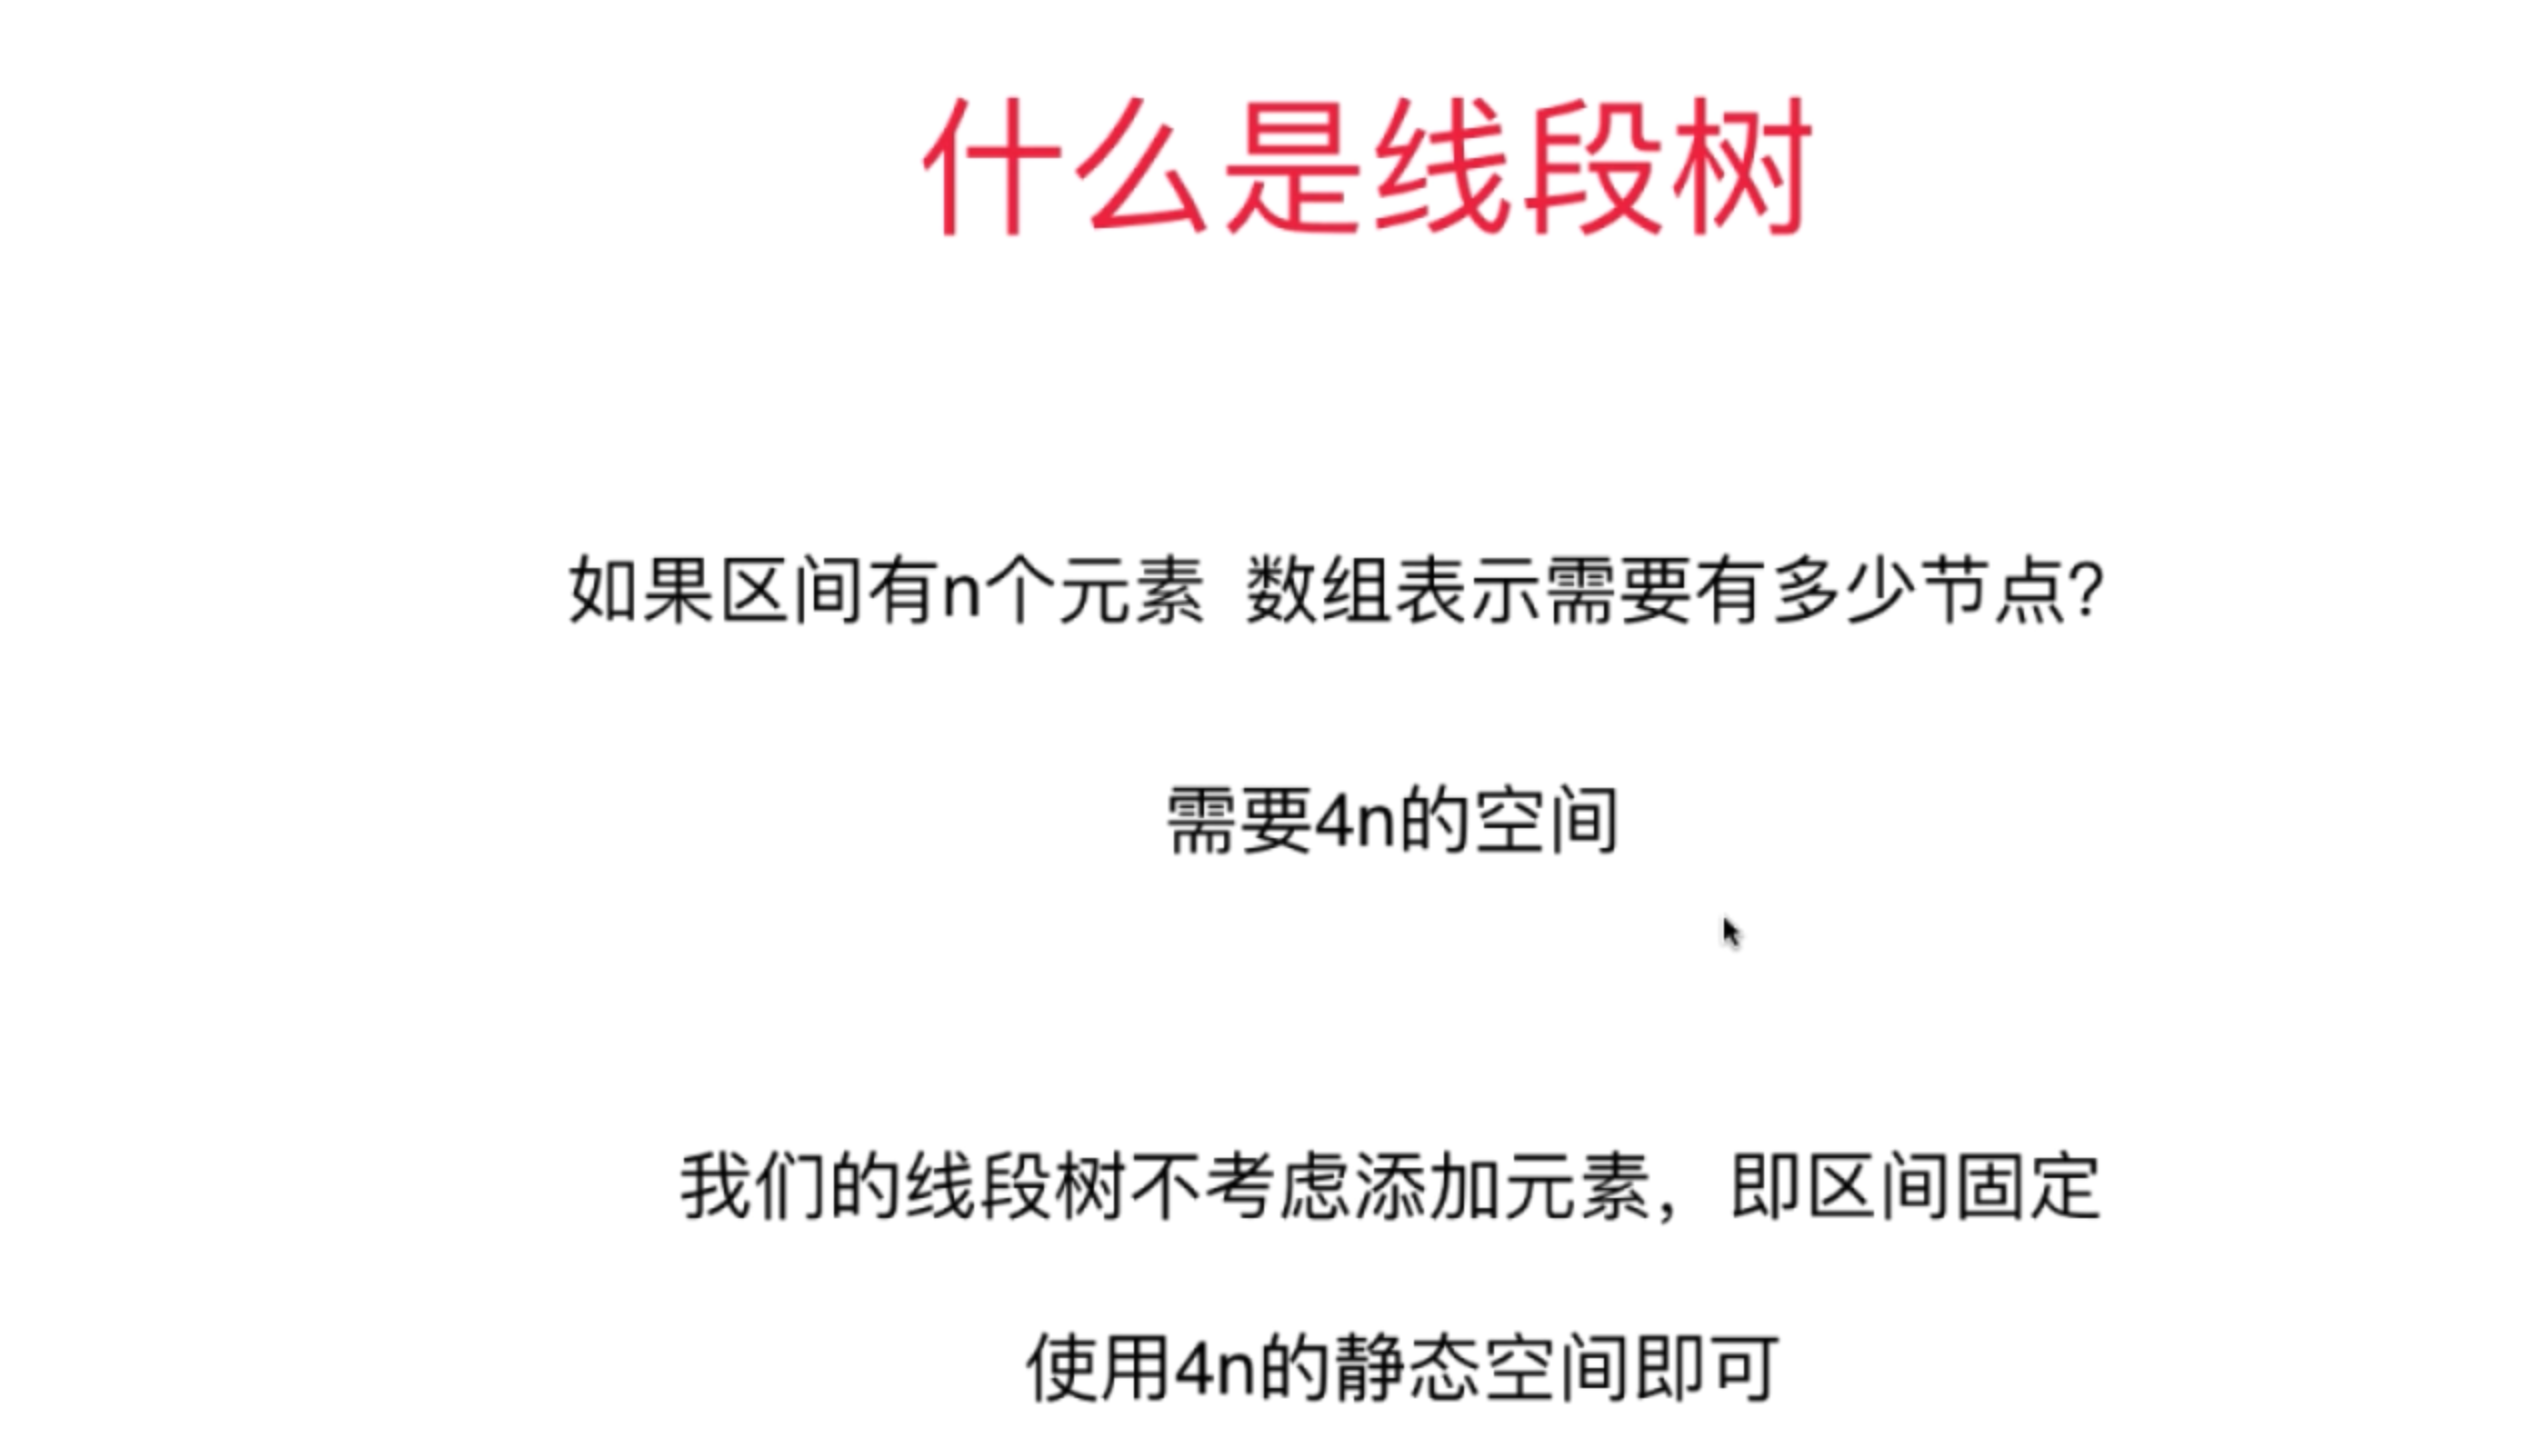 什么是线段树
如果区间有n个元素 数组表示需要有多少节点?
需要4n的空间
我们的线段树不考虑添加元素，即区间固定
使用4n的静态空间即可